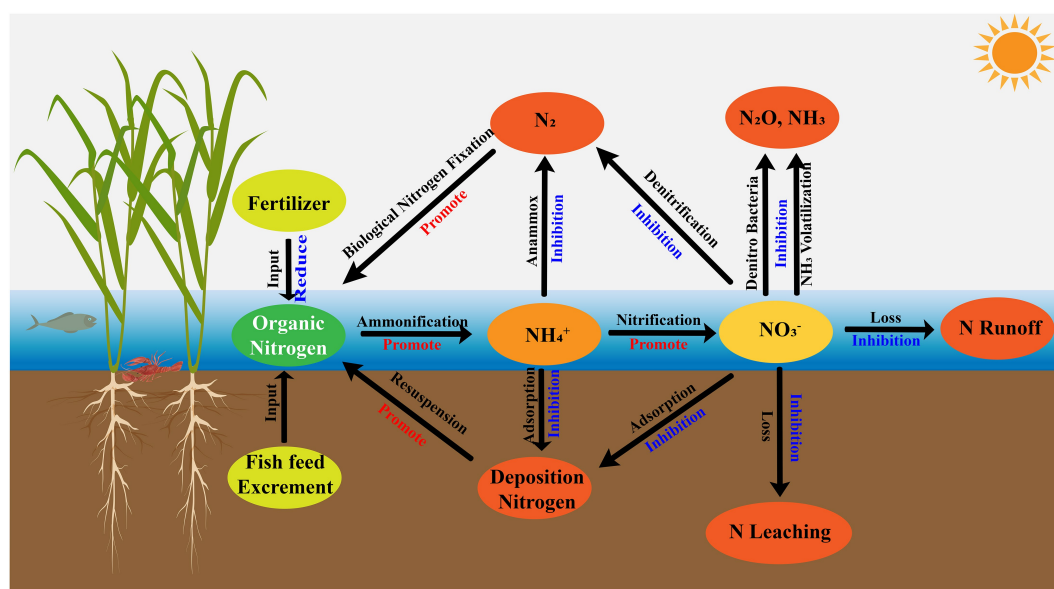 N₂
N₂O, NH₃
Fertilizer
Biological Nitrogen Fixation
Promote
Anammox
Inhibition
Denitrification
Inhibition
Denitro Bacteria
Inhibition
NH₃ Volatilization
Input
Reduce
Organic
Nitrogen
Ammonification
Promote
NH₄⁺
Nitrification
Promote
NO₃⁻
Loss
Inhibition
N Runoff
Input
Resuspension
Promote
Adsorption
Inhibition
Adsorption
Inhibition
Loss
Inhibition
Fish feed
Excrement
Deposition
Nitrogen
N Leaching